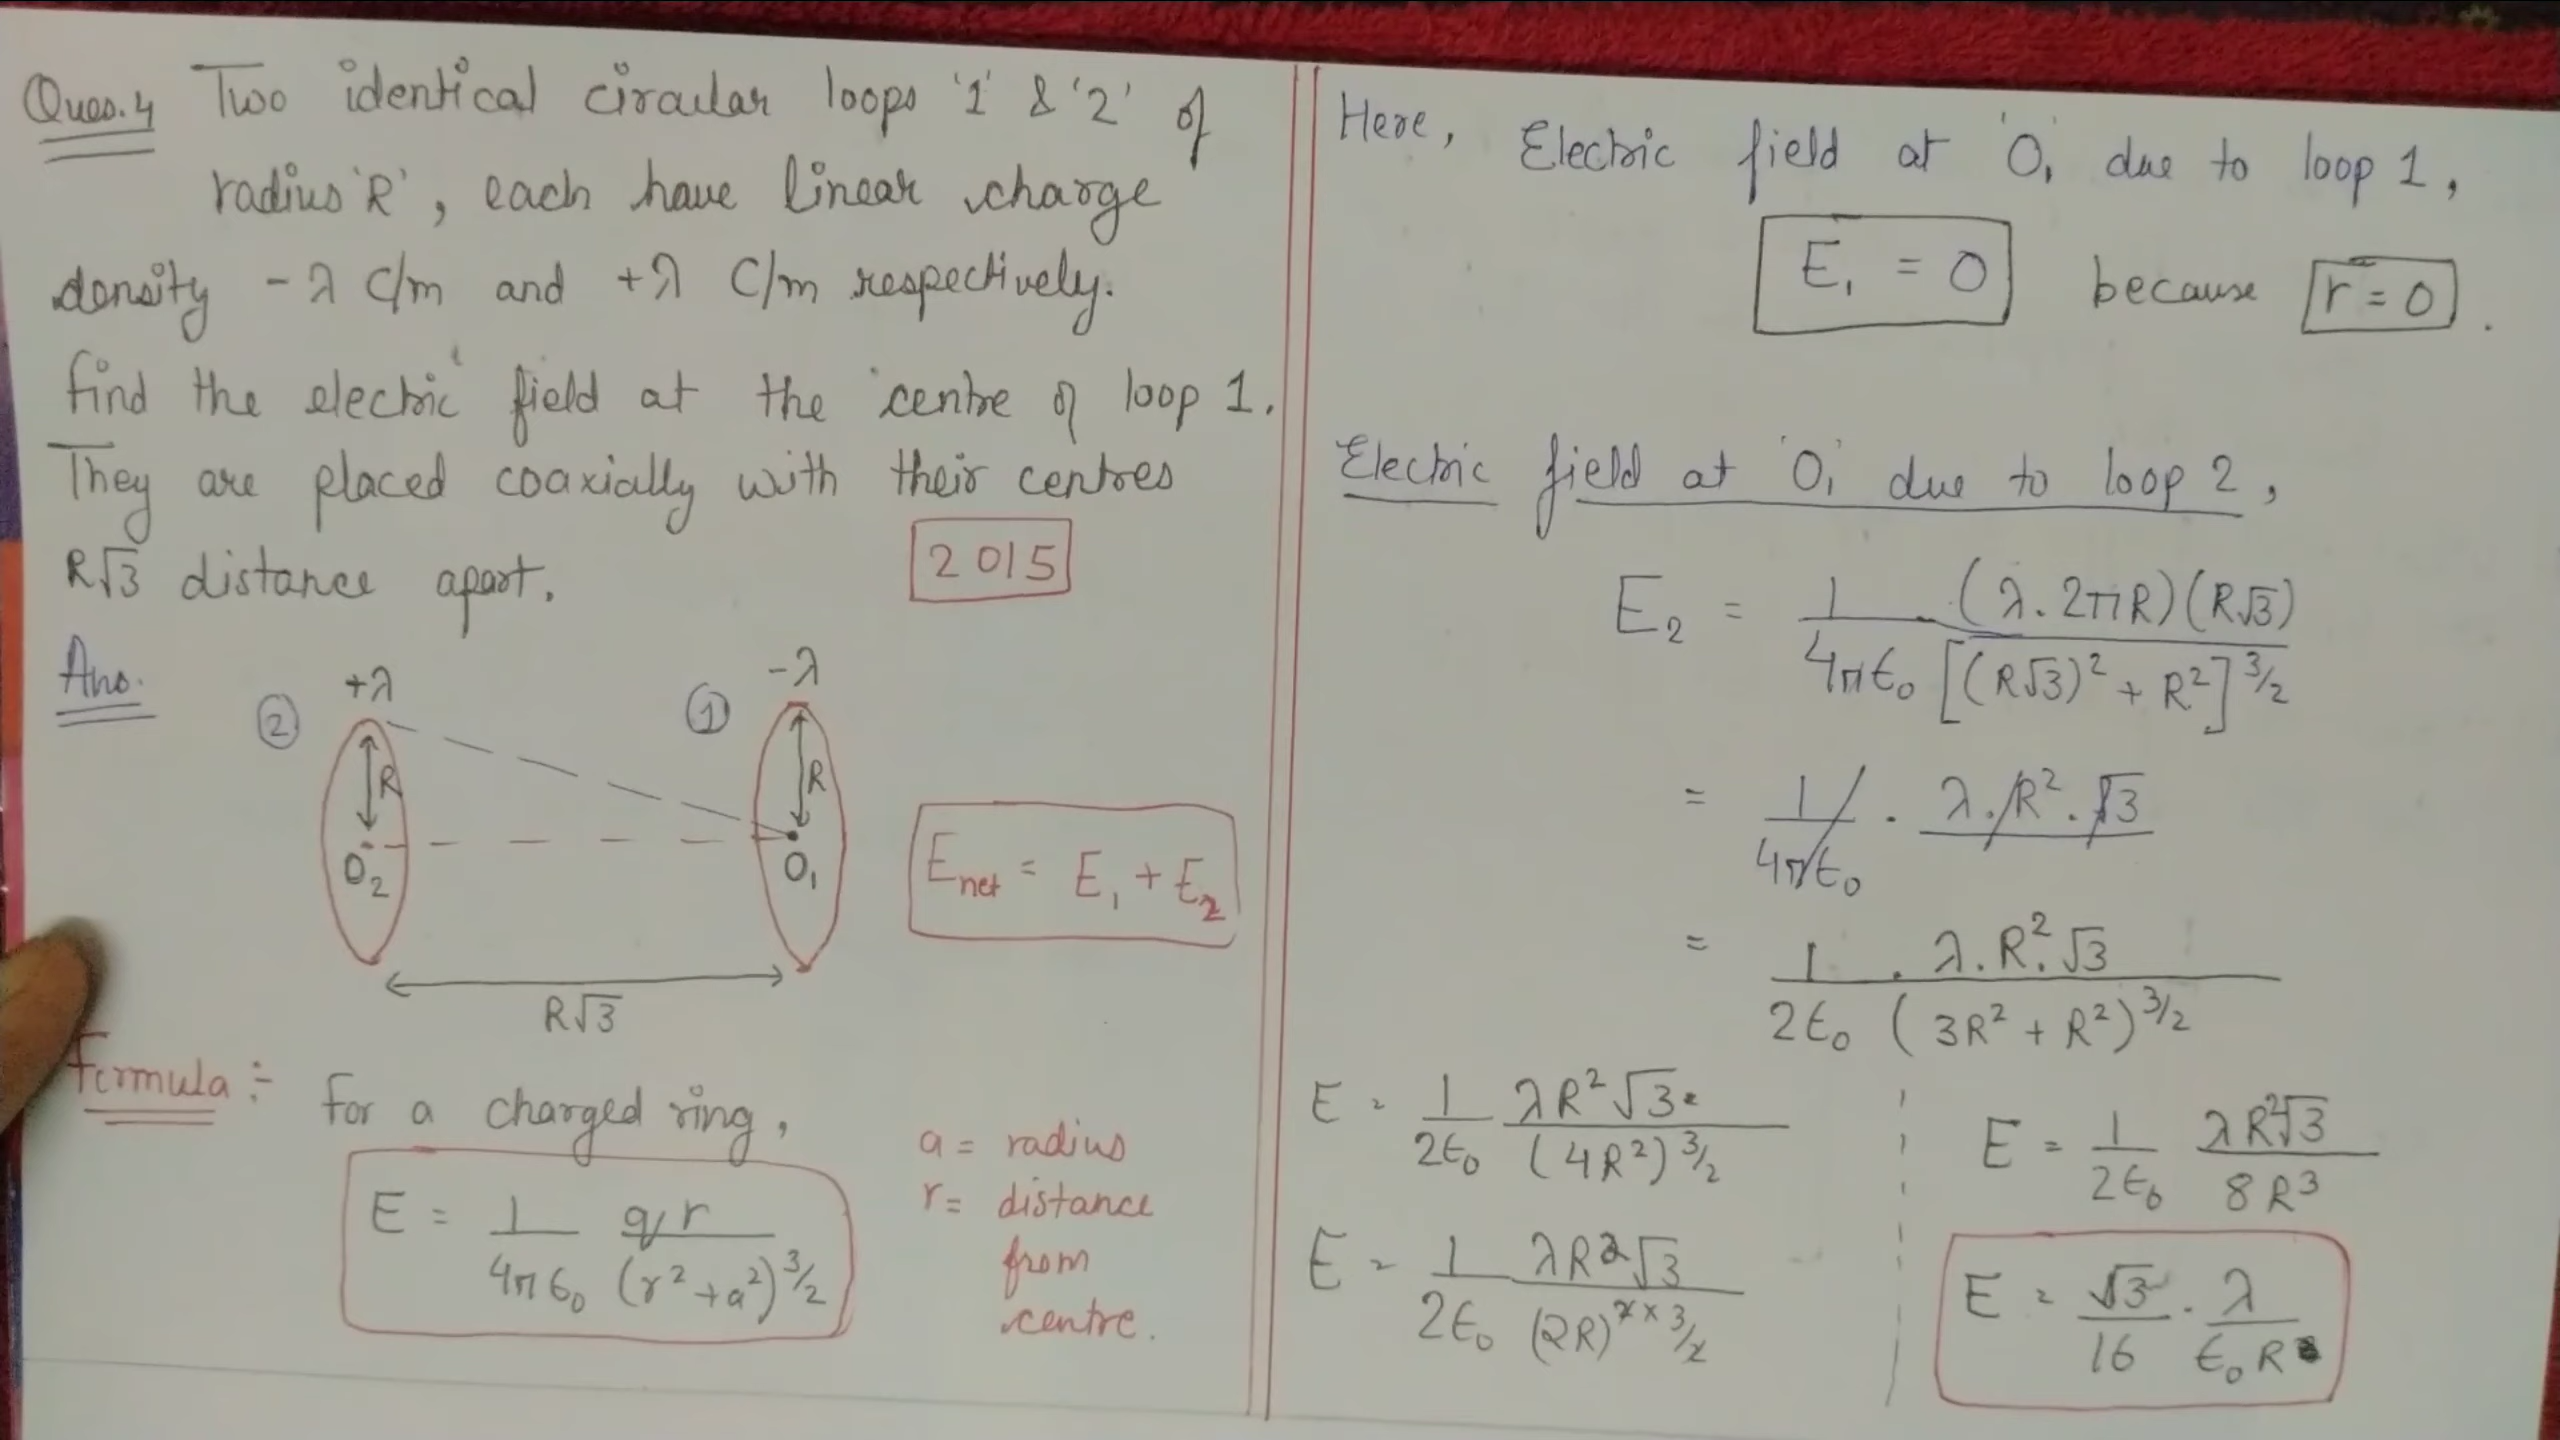 Ques.4 Two identical circular loops '1' & '2' of
radius 'R', each have linear charge
density -λ C/m and +λ C/m respectively.
find the electric field at the centre of loop 1.
They are placed coaxially with their centres
R√3 distance apart.
2015
Ans.
+λ
-λ
②
①
R
R
O₂
O₁
R√3
E_net = E₁ + E₂
Formula :-
For a charged ring,
E = 1/4πε₀ qr/(r² + a²)^3/2
a = radius
r = distance
from
centre.
Here, Electric field at 'O₁' due to loop 1,
E₁ = 0 because r = 0.
Electric field at 'O₁' due to loop 2,
E₂ = 1/4πε₀ (λ. 2πR)(R√3)/[(R√3)² + R²]^3/2
= 1/4πε₀ . λ.R².√3
= 1/2ε₀ . λ.R².√3/(3R² + R²)^3/2
E = 1/2ε₀ λR²√3/(4R²)^3/2
E = 1/2ε₀ λR²√3/(2R)^2×3/2
E = 1/2ε₀ λR²√3/8R³
E = √3/16 . λ/ε₀R